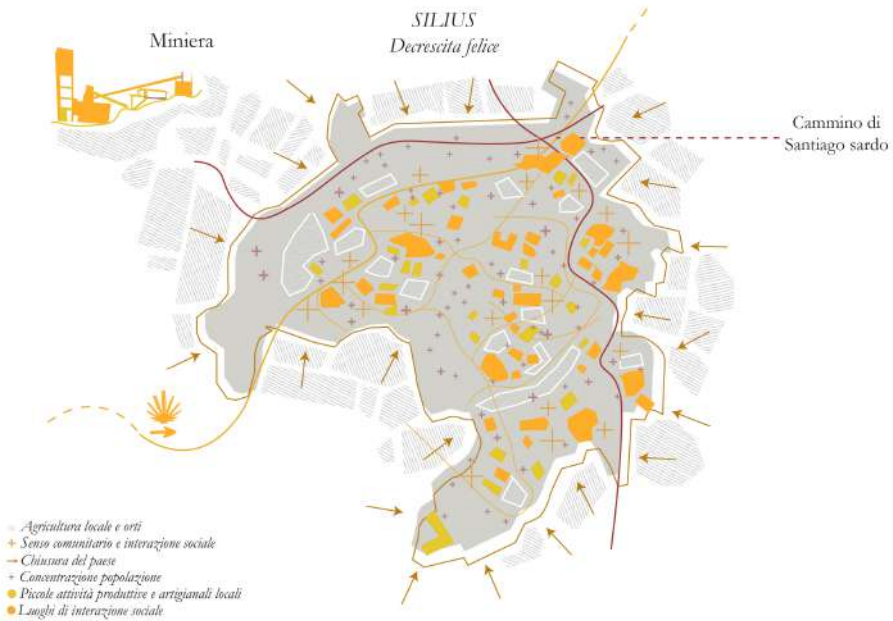 SILIUS
Decrescita felice
Miniera
Cammino di
Santiago sardo
Agricultura locale e orti
Senso comunitario e interazione sociale
Chiusura del paese
Concentrazione popolazione
Piccole attività produttive e artigianali locali
Luoghi di interazione sociale